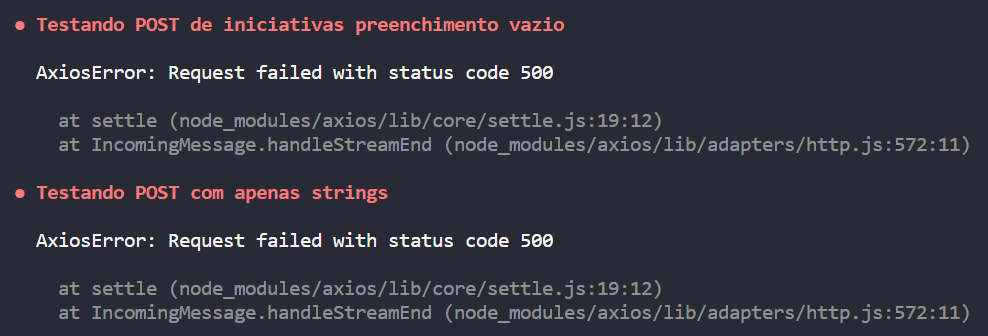 ● Testando POST de iniciativas preenchimento vazio
AxiosError: Request failed with status code 500
at settle (node_modules/axios/lib/core/settle.js:19:12)
at IncomingMessage.handleStreamEnd (node_modules/axios/lib/adapters/http.js:572:11)
● Testando POST com apenas strings
AxiosError: Request failed with status code 500
at settle (node_modules/axios/lib/core/settle.js:19:12)
at IncomingMessage.handleStreamEnd (node_modules/axios/lib/adapters/http.js:572:11)